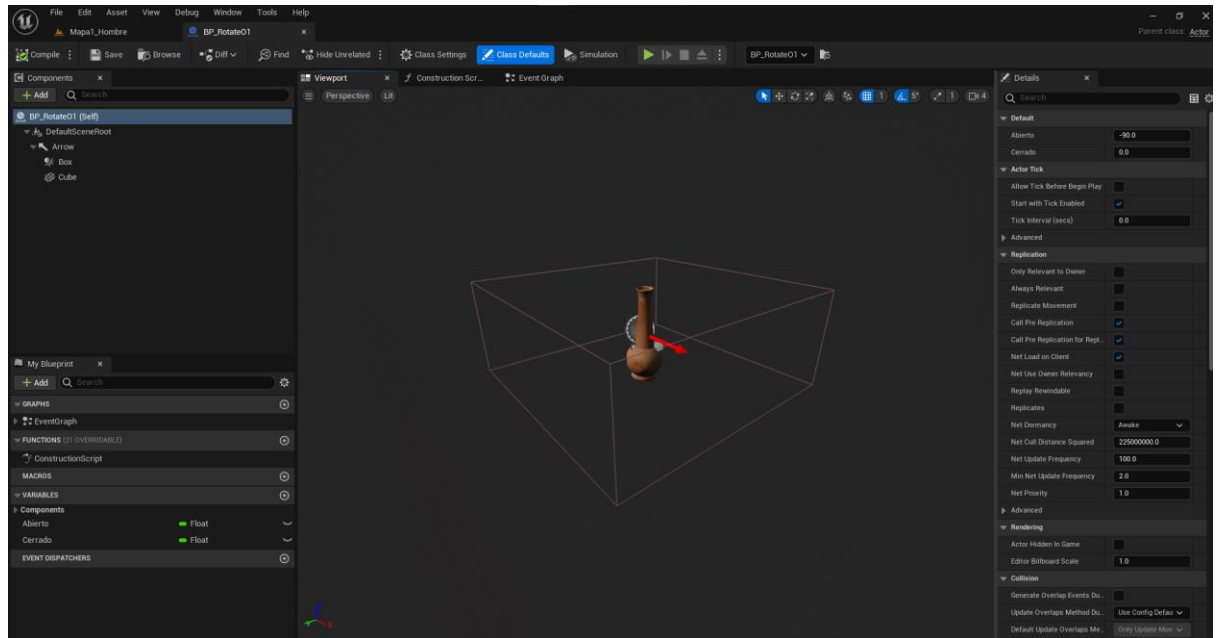 File Edit Asset View Debug Window Tools Help
Mapa1_Hombre
BP_RotateO1
Parent class: Actor
Compile Save Browse Diff Find Hide Unrelated Class Settings Class Defaults Simulation BP_RotateO1
Components
+ Add Search
BP_RotateO1 (Self)
DefaultSceneRoot
Arrow
Box
Cube
My Blueprint
+ Add Search
GRAPHS
EventGraph
FUNCTIONS (21 OVERRIDABLE)
ConstructionScript
MACROS
VARIABLES
Components
Abierto Float
Cerrado Float
EVENT DISPATCHERS
Viewport Construction Scr... Event Graph
Perspective Lit
1 5° 1 4
Z
X
Details
Search
Default
Abierto -90.0
Cerrado 0.0
Actor Tick
Allow Tick Before Begin Play
Start with Tick Enabled
Tick Interval (secs) 0.0
Advanced
Replication
Only Relevant to Owner
Always Relevant
Replicate Movement
Call Pre Replication
Call Pre Replication for Repl...
Net Load on Client
Net Use Owner Relevancy
Replay Rewindable
Replicates
Net Dormancy Awake
Net Cull Distance Squared 225000000.0
Net Update Frequency 100.0
Min Net Update Frequency 2.0
Net Priority 1.0
Advanced
Rendering
Actor Hidden In Game
Editor Billboard Scale 1.0
Collision
Generate Overlap Events Du...
Update Overlaps Method Du... Use Config Defau
Default Update Overlaps Me... Only Update Mov